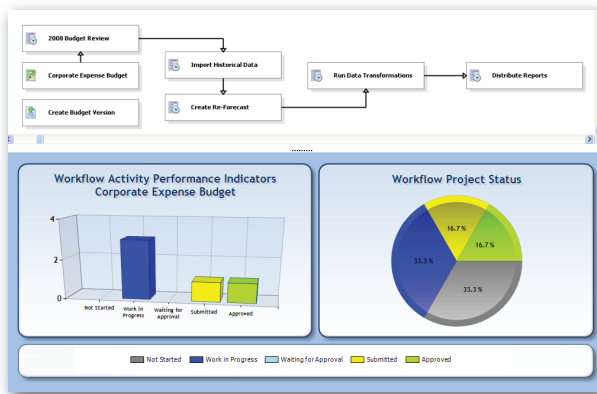 2008 Budget Review
Corporate Expense Budget
Create Budget Version
Import Historical Data
Create Re-Forecast
Run Data Transformations
Distribute Reports
Workflow Activity Performance Indicators
Corporate Expense Budget
4
2
0
Not Started
Work in
Progress
Waiting for
Approval
Submitted
Approved
Workflow Project Status
16.7 %
16.7 %
33.3 %
33.3 %
Not Started Work in Progress Waiting for Approval Submitted Approved